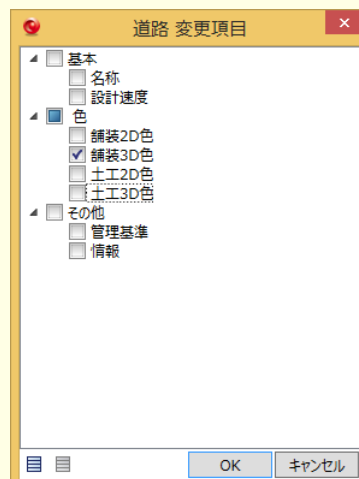 道路 変更項目
基本
名称
設計速度
色
舗装2D色
舗装3D色
土工2D色
土工3D色
その他
管理基準
情報
OK
キャンセル